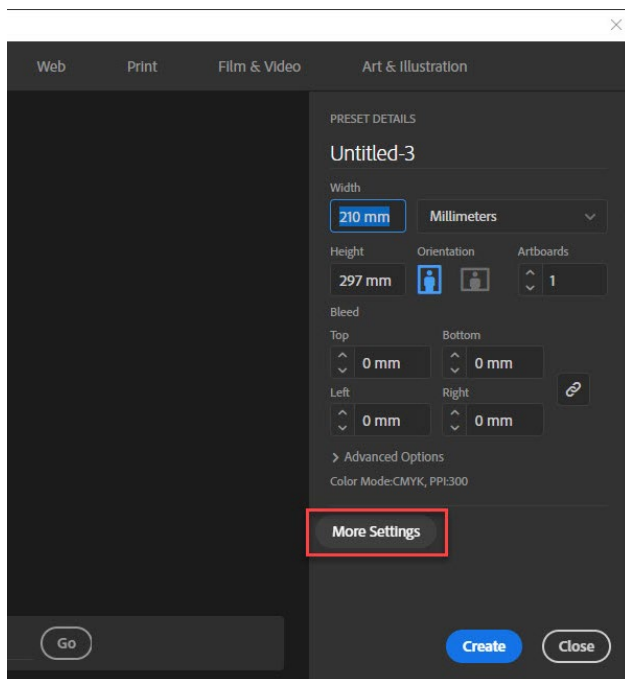 Web Print Film & Video Art & Illustration
PRESET DETAILS
Untitled-3
Width
210 mm Millimeters
Height Orientation Artboards
297 mm 1
Bleed
Top Bottom
0 mm 0 mm
Left Right
0 mm 0 mm
Advanced Options
Color Mode:CMYK, PPI:300
More Settings
Go Create Close